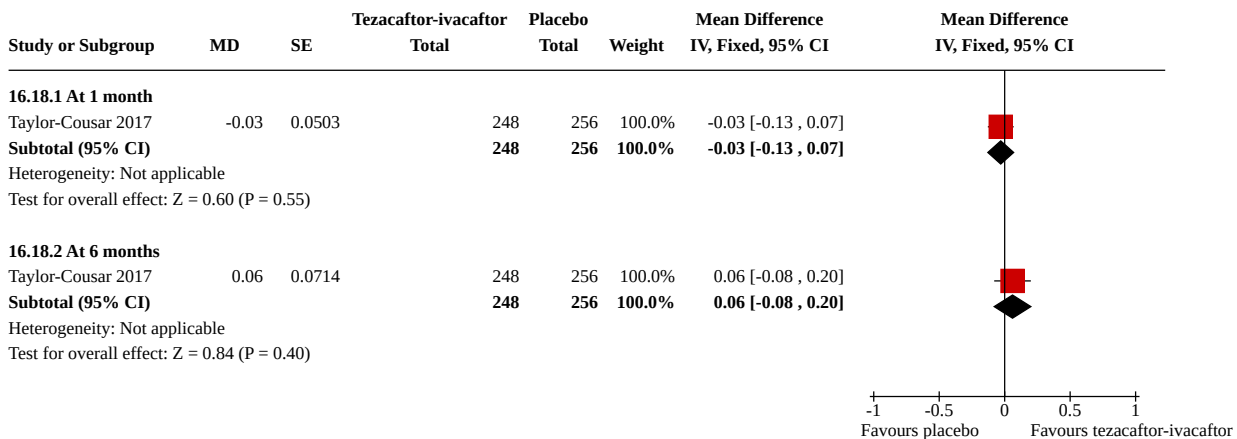 Tezacaftor-ivacaftor Placebo Mean Difference Mean Difference
Study or Subgroup MD SE Total Total Weight IV, Fixed, 95% CI IV, Fixed, 95% CI
16.18.1 At 1 month
Taylor-Cousar 2017 -0.03 0.0503 248 256 100.0% -0.03 [-0.13 , 0.07]
Subtotal (95% CI) 248 256 100.0% -0.03 [-0.13 , 0.07]
Heterogeneity: Not applicable
Test for overall effect: Z = 0.60 (P = 0.55)
16.18.2 At 6 months
Taylor-Cousar 2017 0.06 0.0714 248 256 100.0% 0.06 [-0.08 , 0.20]
Subtotal (95% CI) 248 256 100.0% 0.06 [-0.08 , 0.20]
Heterogeneity: Not applicable
Test for overall effect: Z = 0.84 (P = 0.40)
-1 -0.5 0 0.5 1
Favours placebo Favours tezacaftor-ivacaftor